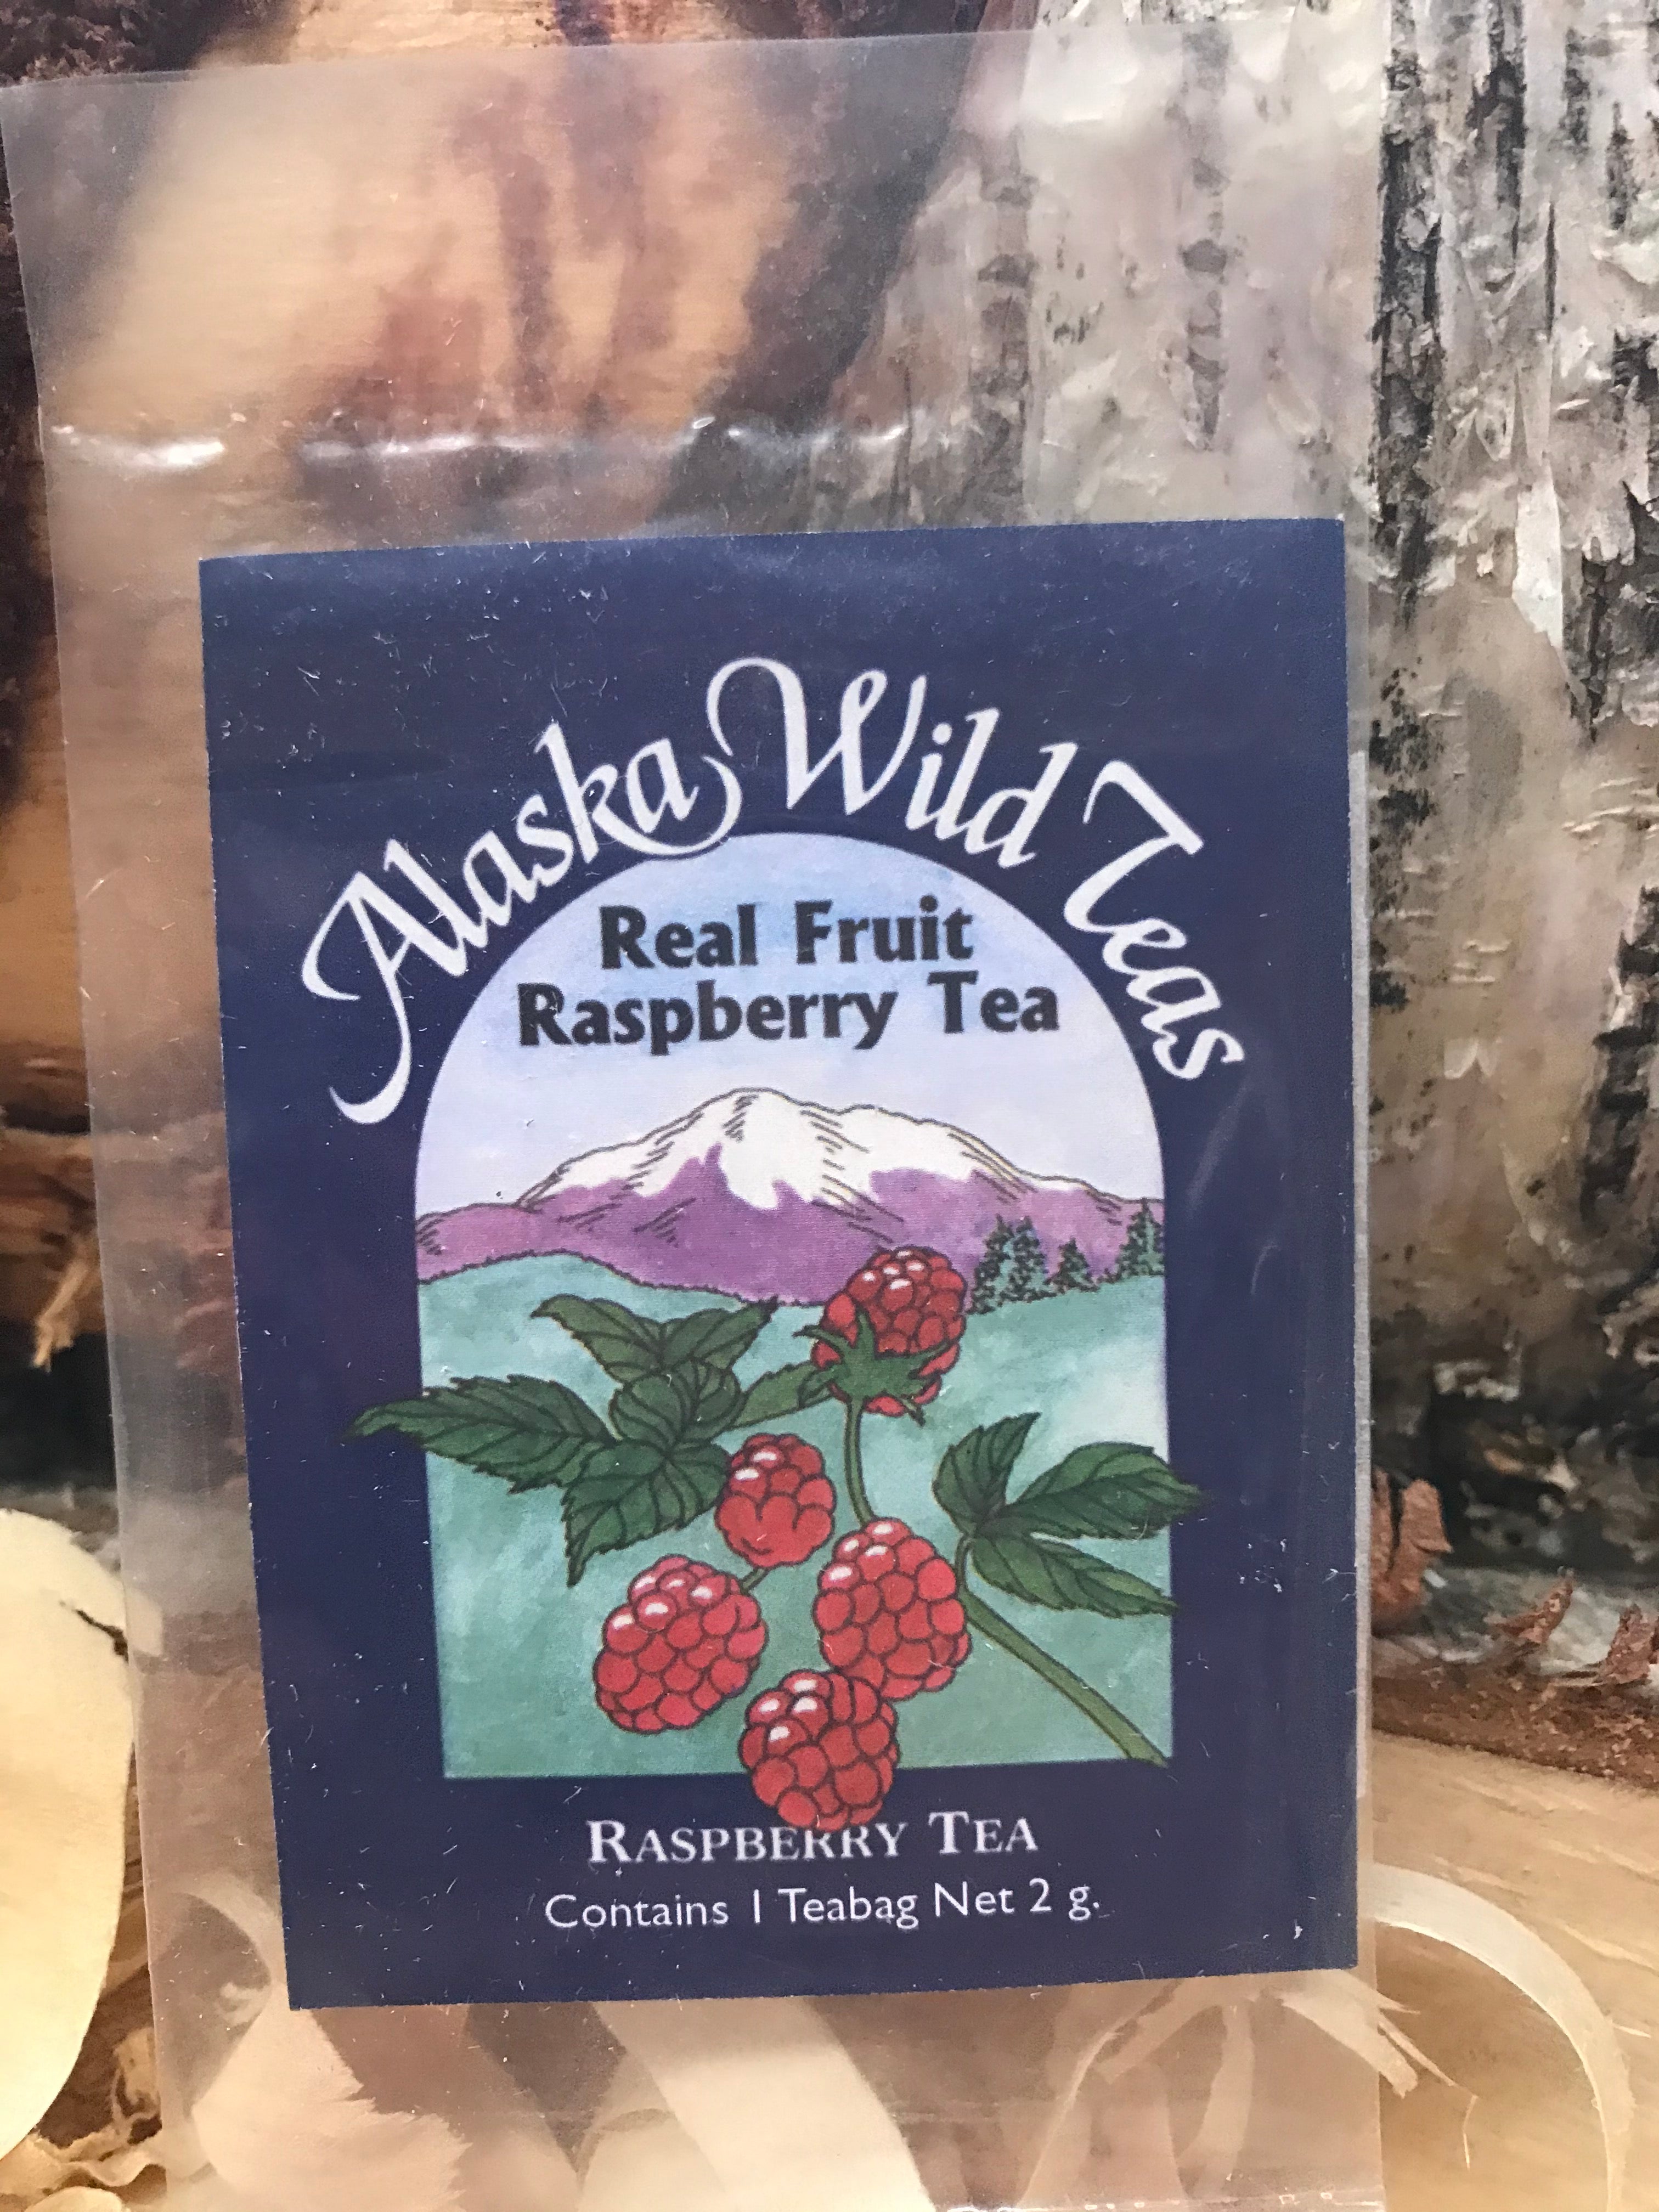 Alaska Wild Teas
Real Fruit
Raspberry Tea
RASPBERRY TEA
Contains 1 Teabag Net 2 g.